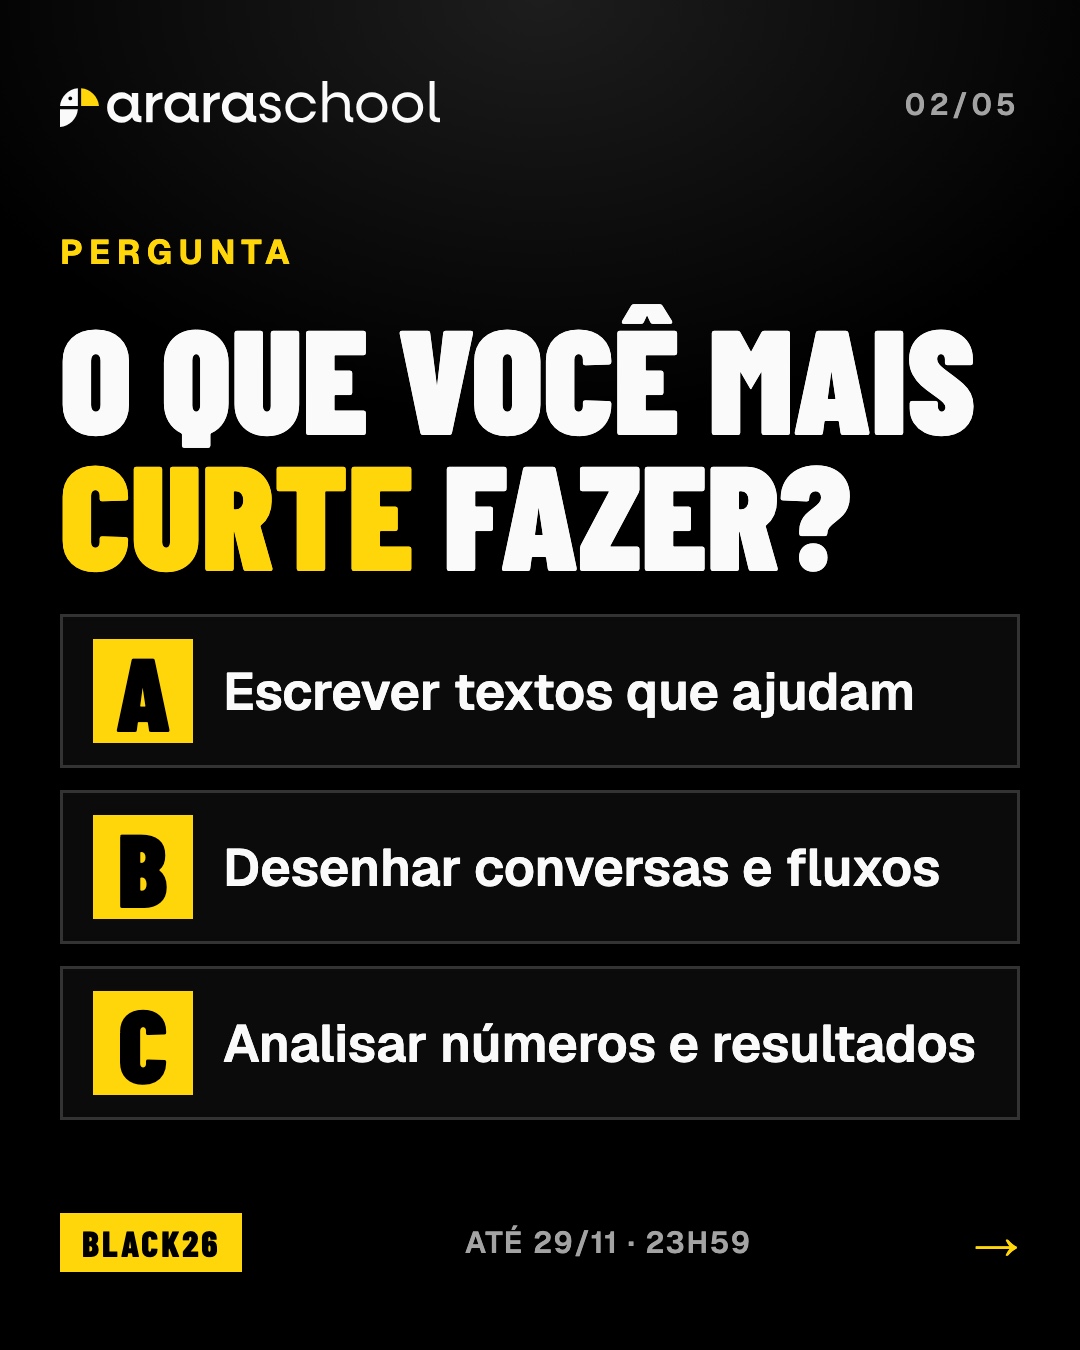 araraschool
02/05
PERGUNTA
O QUE VOCÊ MAIS
CURTE FAZER?
A Escrever textos que ajudam
B Desenhar conversas e fluxos
C Analisar números e resultados
BLACK26
ATÉ 29/11 · 23H59
→